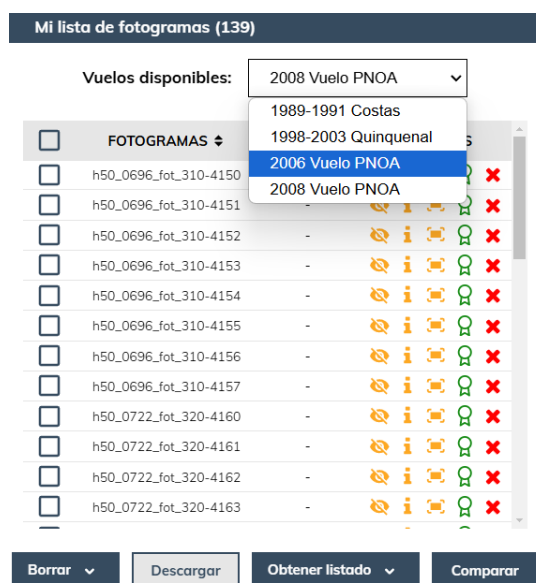 Mi lista de fotogramas (139)
Vuelos disponibles: 2008 Vuelo PNOA
1989-1991 Costas
1998-2003 Quinquenal
2006 Vuelo PNOA
2008 Vuelo PNOA
FOTOGRAMAS S
h50_0696_fot_310-4150
h50_0696_fot_310-4151 -
h50_0696_fot_310-4152 -
h50_0696_fot_310-4153 -
h50_0696_fot_310-4154 -
h50_0696_fot_310-4155 -
h50_0696_fot_310-4156 -
h50_0696_fot_310-4157 -
h50_0722_fot_320-4160 -
h50_0722_fot_320-4161 -
h50_0722_fot_320-4162 -
h50_0722_fot_320-4163 -
Borrar Descargar Obtener listado Comparar